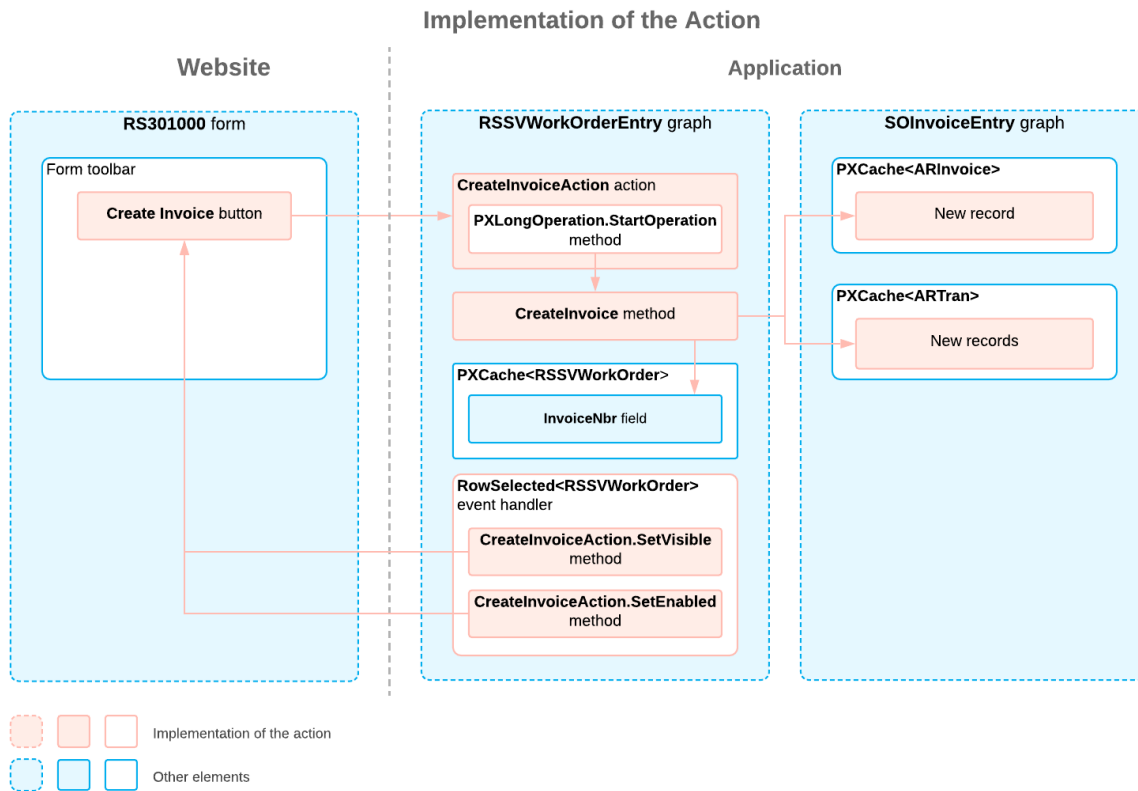 Implementation of the Action
Website
Application
RS301000 form
Form toolbar
Create Invoice button
RSSVWorkOrderEntry graph
CreateInvoiceAction action
PXLongOperation.StartOperation
method
CreateInvoice method
PXCache<RSSVWorkOrder>
InvoiceNbr field
RowSelected<RSSVWorkOrder>
event handler
CreateInvoiceAction.SetVisible
method
CreateInvoiceAction.SetEnabled
method
SOInvoiceEntry graph
PXCache<ARInvoice>
New record
PXCache<ARTran>
New records
Implementation of the action
Other elements